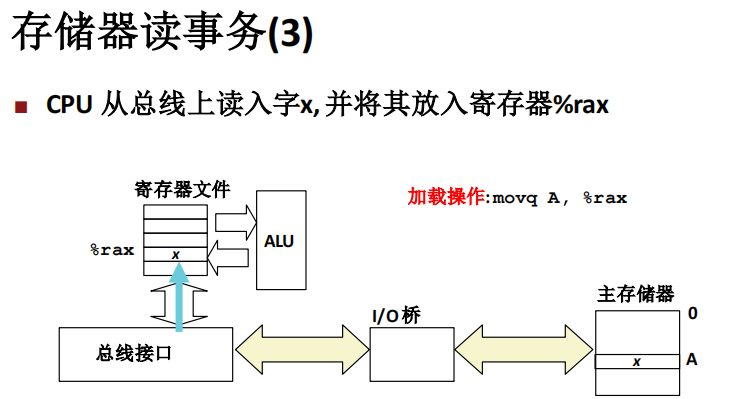 存储器读事务(3)
■ CPU 从总线上读入字x, 并将其放入寄存器%rax
寄存器文件
加载操作:movq A, %rax
ALU
%rax
x
主存储器
I/O 桥
0
总线接口
x
A